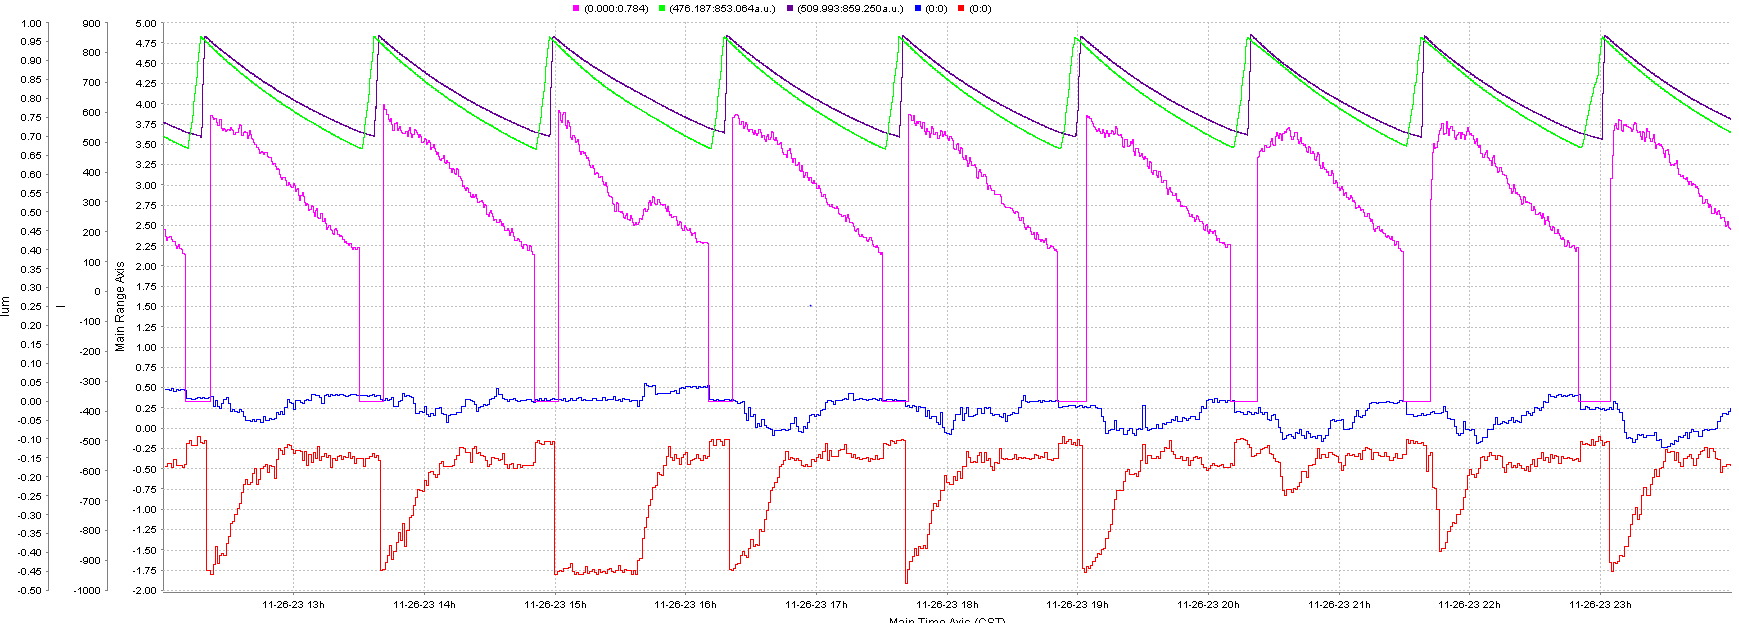 (0.000:0.784) (476.187:853.064a.u.) (509.993:859.250a.u.) (0:0) (0:0)
1.00 900 5.00
0.95 4.75
0.90 800 4.50
0.85 700 4.25
0.80 4.00
0.75 600 3.75
0.70 500 3.50
0.65 3.25
0.60 400 3.00
0.55 300 2.75
0.50 2.50
0.45 200 2.25
0.40 100 2.00
0.35 1.75
0.30 0 1.50
0.25 -100 1.25
0.20 1.00
0.15 -200 0.75
0.10 -300 0.50
0.05 0.25
0.00 -400 0.00
-0.05 -500 -0.25
-0.10 -0.50
-0.15 -600 -0.75
-0.20 -700 -1.00
-0.25 -1.25
-0.30 -800 -1.50
-0.35 -900 -1.75
-0.40 -1000 -2.00
-0.45
-0.50
lum
I
Main Range Axis
11-26-23 13h 11-26-23 14h 11-26-23 15h 11-26-23 16h 11-26-23 17h 11-26-23 18h 11-26-23 19h 11-26-23 20h 11-26-23 21h 11-26-23 22h 11-26-23 23h
Main Time Axis (CST)